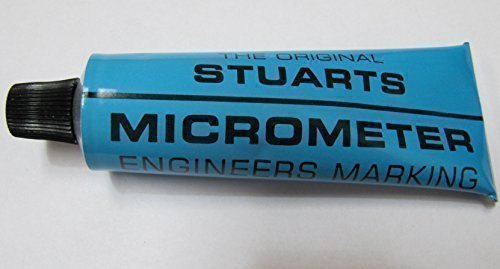 THE ORIGINAL
STUARTS
MICROMETER
ENGINEERS MARKING